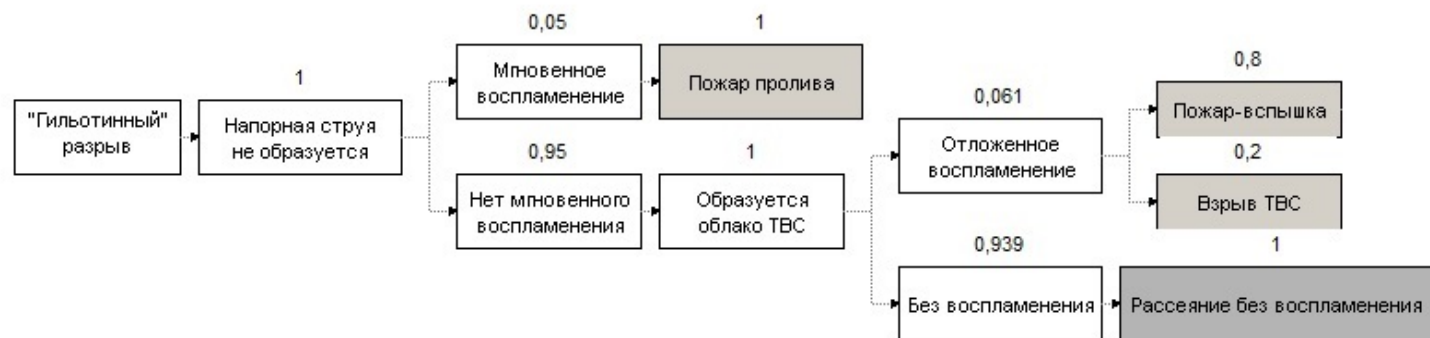 0,05
1
Мгновенное
воспламенение
Пожар пролива
1
"Гильотинный"
разрыв
Напорная струя
не образуется
0,95
1
Нет мгновенного
воспламенения
Образуется
облако ТВС
0,061
Отложенное
воспламенение
0,8
Пожар-вспышка
0,2
Взрыв ТВС
0,939
1
Без воспламенения
Рассеяние без воспламенения